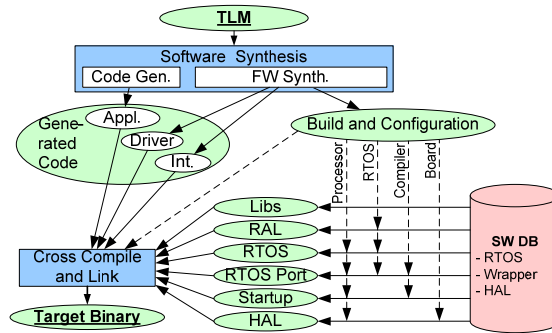 TLM
Software Synthesis
Code Gen.
FW Synth.
Gene-
rated
Code
Appl.
Driver
Int.
Build and Configuration
Processor
RTOS
Compiler
Board
Libs
RAL
RTOS
RTOS Port
Startup
HAL
SW DB
- RTOS
- Wrapper
- HAL
Cross Compile
and Link
Target Binary